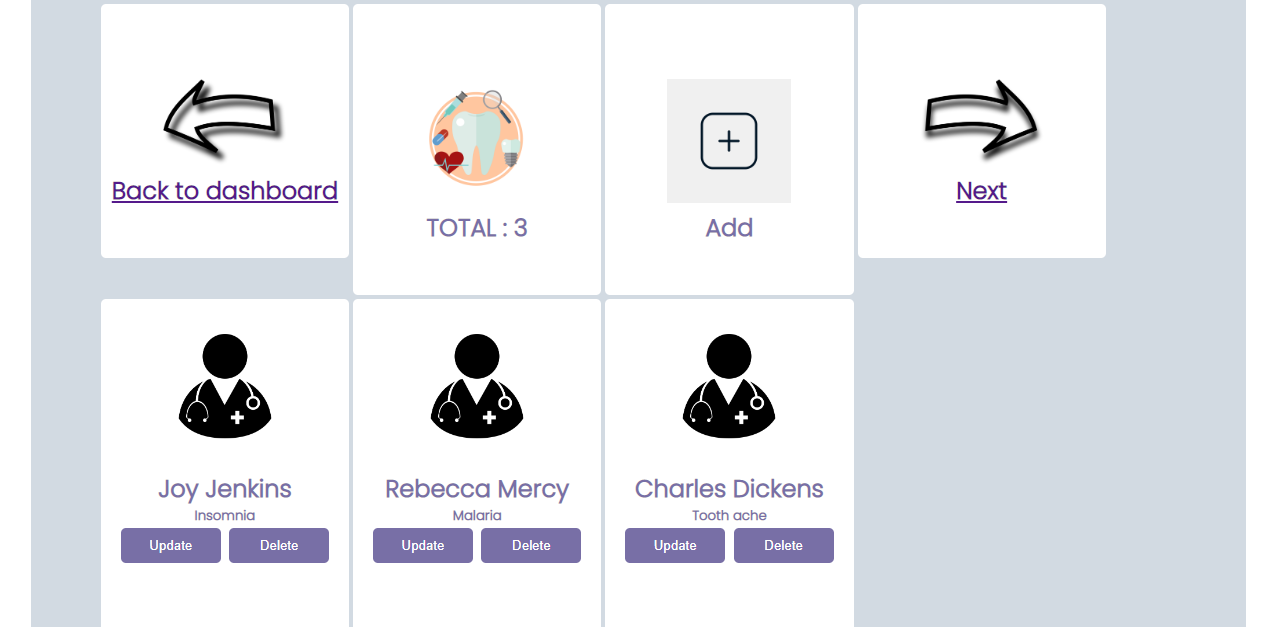 Back to dashboard
TOTAL : 3
Add
Next
Joy Jenkins
Insomnia
Update Delete
Rebecca Mercy
Malaria
Update Delete
Charles Dickens
Tooth ache
Update Delete